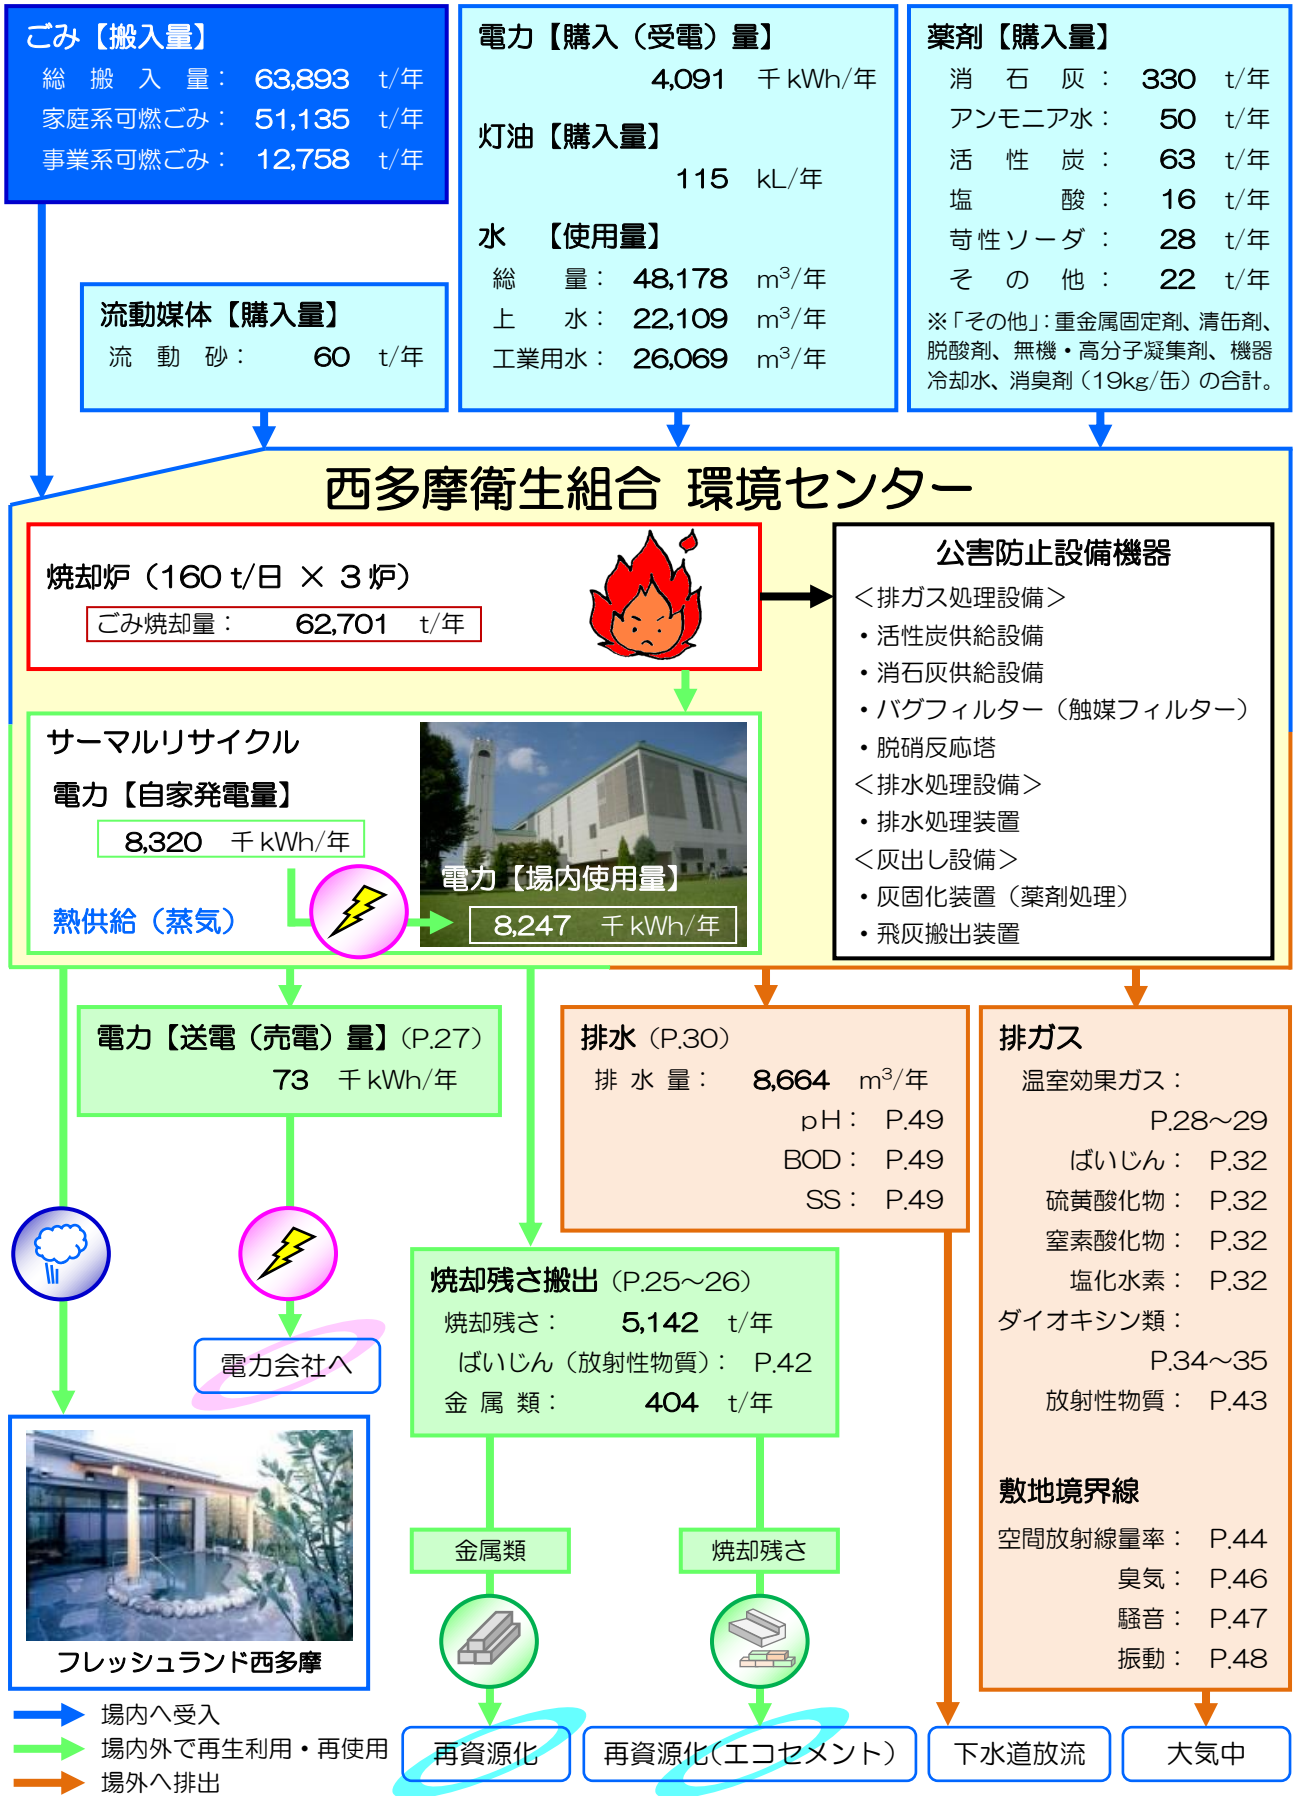 ごみ【搬入量】
総搬入量： 63,893 t/年
家庭系可燃ごみ： 51,135 t/年
事業系可燃ごみ： 12,758 t/年
電力【購入（受電）量】
4,091 千kWh/年
灯油【購入量】
115 kL/年
水 【使用量】
総量： 48,178 m³/年
上水： 22,109 m³/年
工業用水： 26,069 m³/年
薬剤【購入量】
消石灰： 330 t/年
アンモニア水： 50 t/年
活性炭： 63 t/年
塩酸： 16 t/年
苛性ソーダ： 28 t/年
その他： 22 t/年
※「その他」：重金属固定剤、清缶剤、
脱酸剤、無機・高分子凝集剤、機器
冷却水、消臭剤（19kg/缶）の合計。
流動媒体【購入量】
流動砂： 60 t/年
西多摩衛生組合 環境センター
焼却炉（160 t/日 × 3 炉）
ごみ焼却量： 62,701 t/年
公害防止設備機器
＜排ガス処理設備＞
・活性炭供給設備
・消石灰供給設備
・バグフィルター（触媒フィルター）
・脱硝反応塔
＜排水処理設備＞
・排水処理装置
＜灰出し設備＞
・灰固化装置（薬剤処理）
・飛灰搬出装置
サーマルリサイクル
電力【自家発電量】
8,320 千kWh/年
熱供給（蒸気）
電力【場内使用量】
8,247 千kWh/年
電力【送電（売電）量】（P.27）
73 千kWh/年
電力会社へ
排水（P.30）
排水量： 8,664 m³/年
pH： P.49
BOD： P.49
SS： P.49
排ガス
温室効果ガス：
P.28～29
ばいじん： P.32
硫黄酸化物： P.32
窒素酸化物： P.32
塩化水素： P.32
ダイオキシン類：
P.34～35
放射性物質： P.43
敷地境界線
空間放射線量率： P.44
臭気： P.46
騒音： P.47
振動： P.48
焼却残さ搬出（P.25～26）
焼却残さ： 5,142 t/年
ばいじん（放射性物質）： P.42
金属類： 404 t/年
金属類
焼却残さ
フレッシュランド西多摩
場内へ受入
場内外で再生利用・再使用
場外へ排出
再資源化
再資源化（エコセメント）
下水道放流
大気中